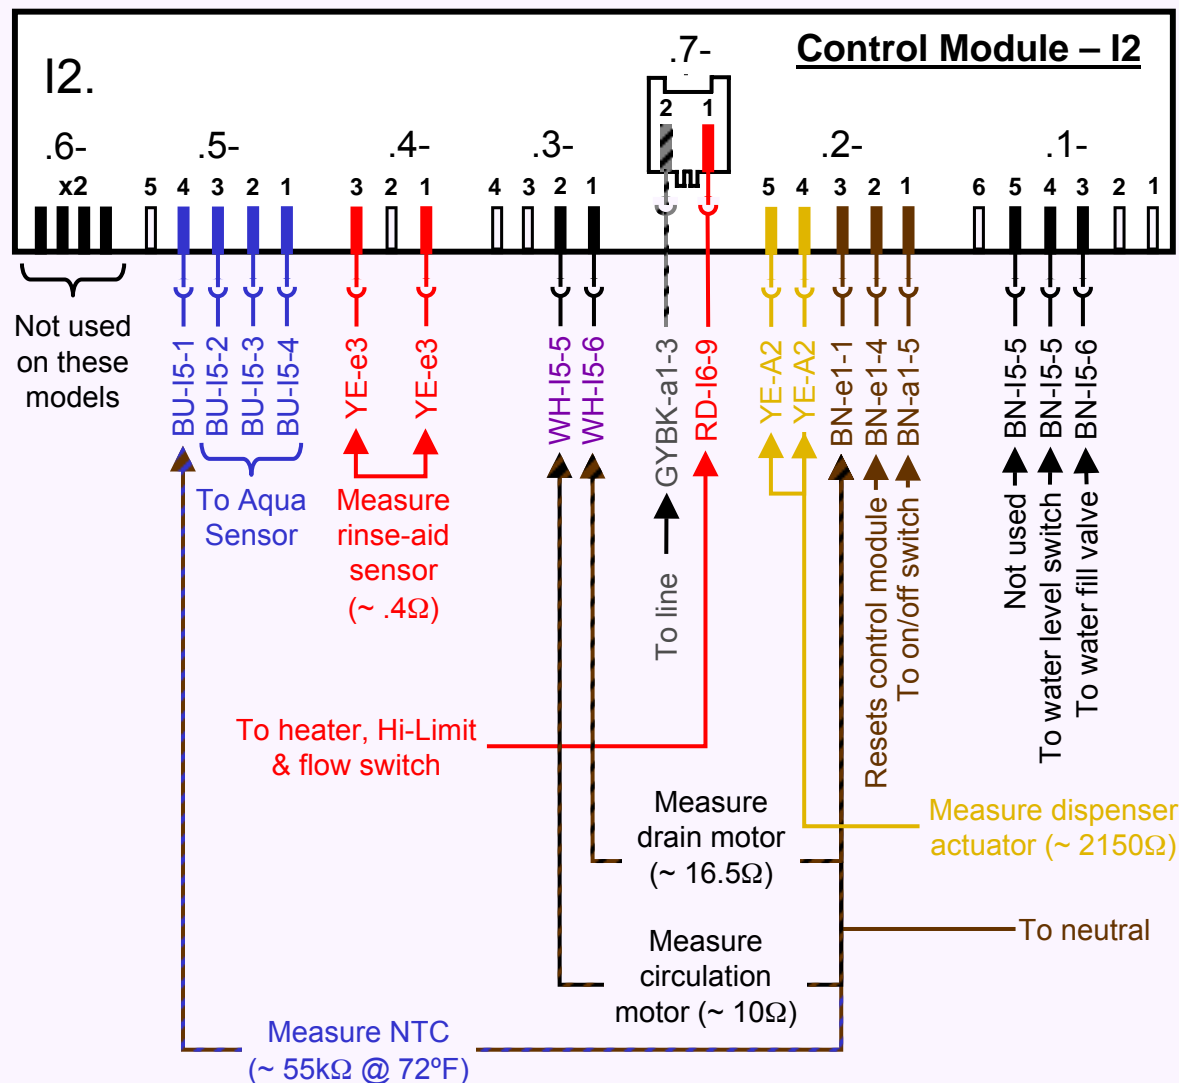 Control Module – I2
I2.
.7-
2 1
.6-
.5-
.4-
.3-
.2-
.1-
x2
5 4 3 2 1
3 2 1
4 3 2 1
5 4 3 2 1
6 5 4 3 2 1
Not used
on these
models
BU-I5-1
BU-I5-2
BU-I5-3
BU-I5-4
YE-e3
YE-e3
WH-I5-5
WH-I5-6
GYBK-a1-3
RD-I6-9
YE-A2
YE-A2
BN-e1-1
BN-e1-4
BN-a1-5
BN-I5-5
BN-I5-5
BN-I5-6
To Aqua
Sensor
Measure
rinse-aid
sensor
(~ .4Ω)
To line
Resets control module
To on/off switch
Not used
To water level switch
To water fill valve
To heater, Hi-Limit
& flow switch
Measure
drain motor
(~ 16.5Ω)
Measure dispenser
actuator (~ 2150Ω)
To neutral
Measure
circulation
motor (~ 10Ω)
Measure NTC
(~ 55kΩ @ 72ºF)